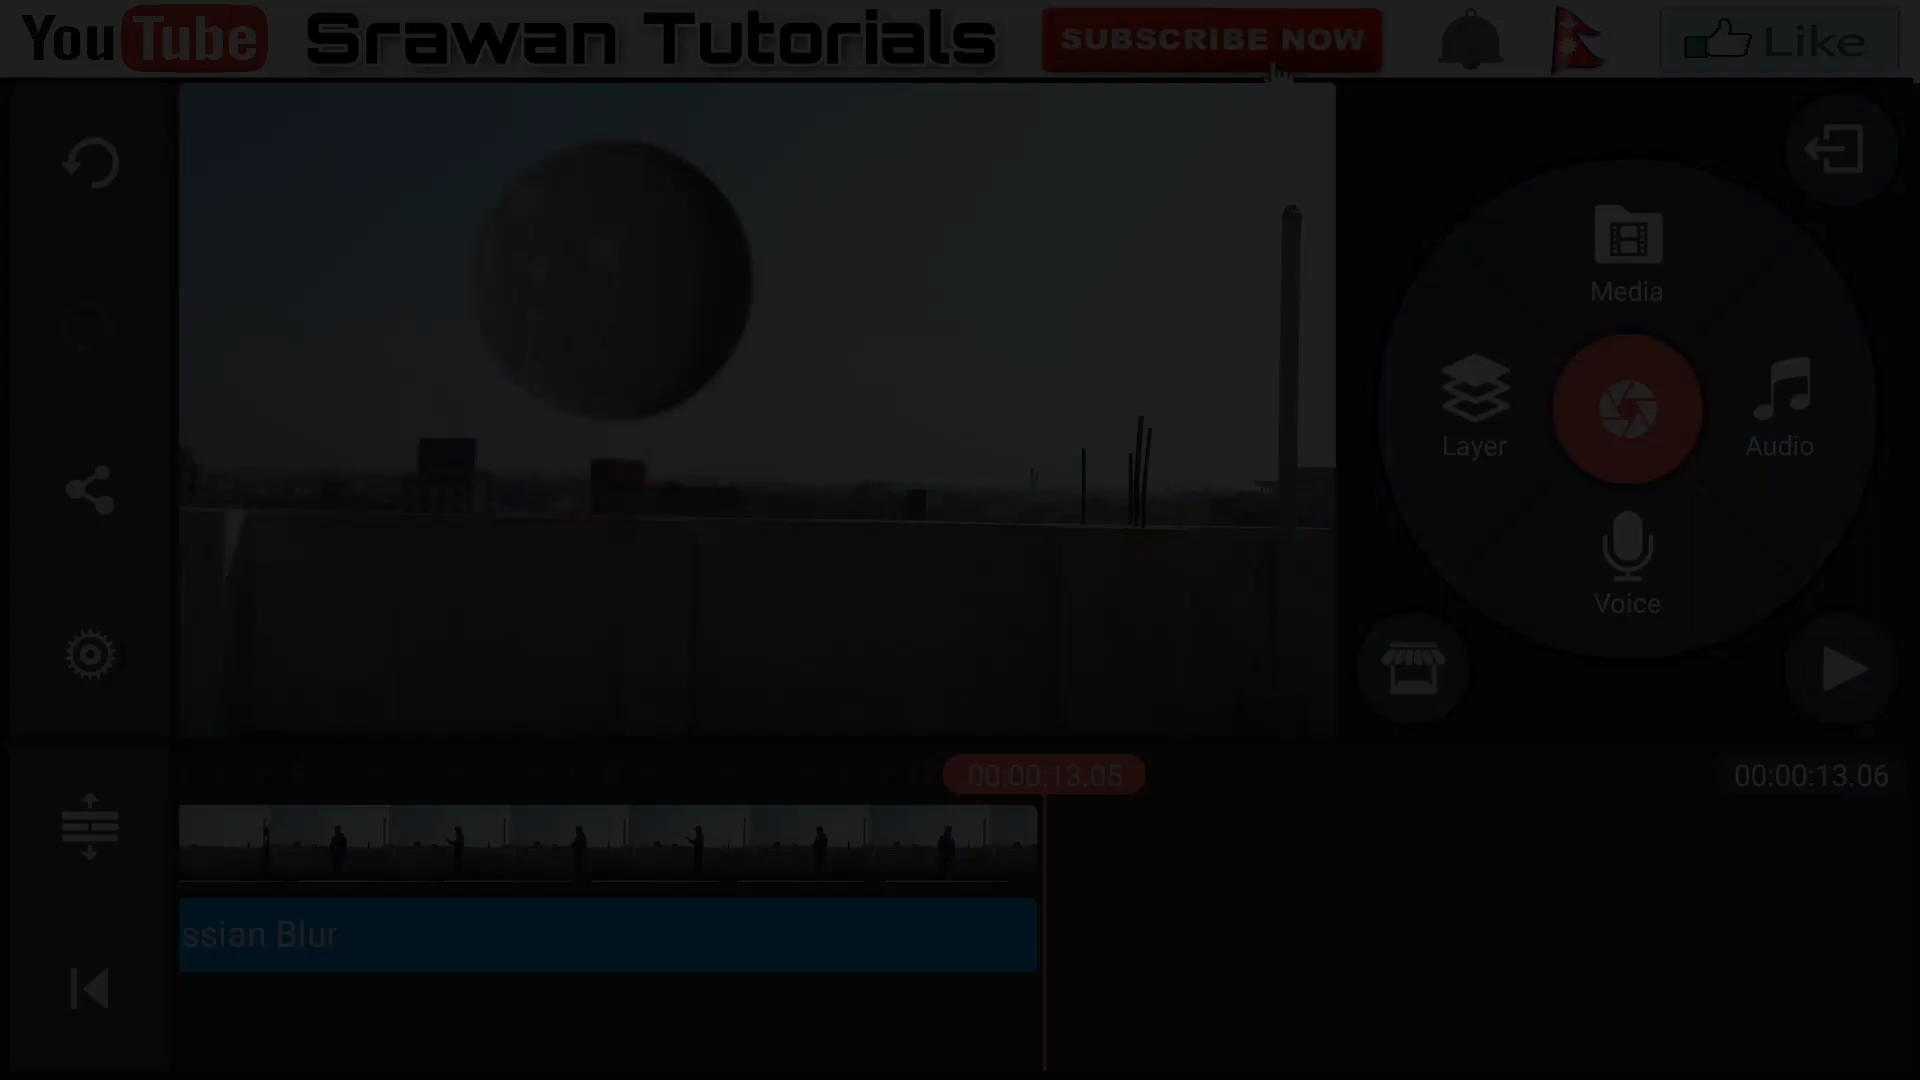 YouTube Srawan Tutorials SUBSCRIBE NOW Like
Media
Layer
Audio
Voice
00:00:13.05
00:00:13.06
ssian Blur